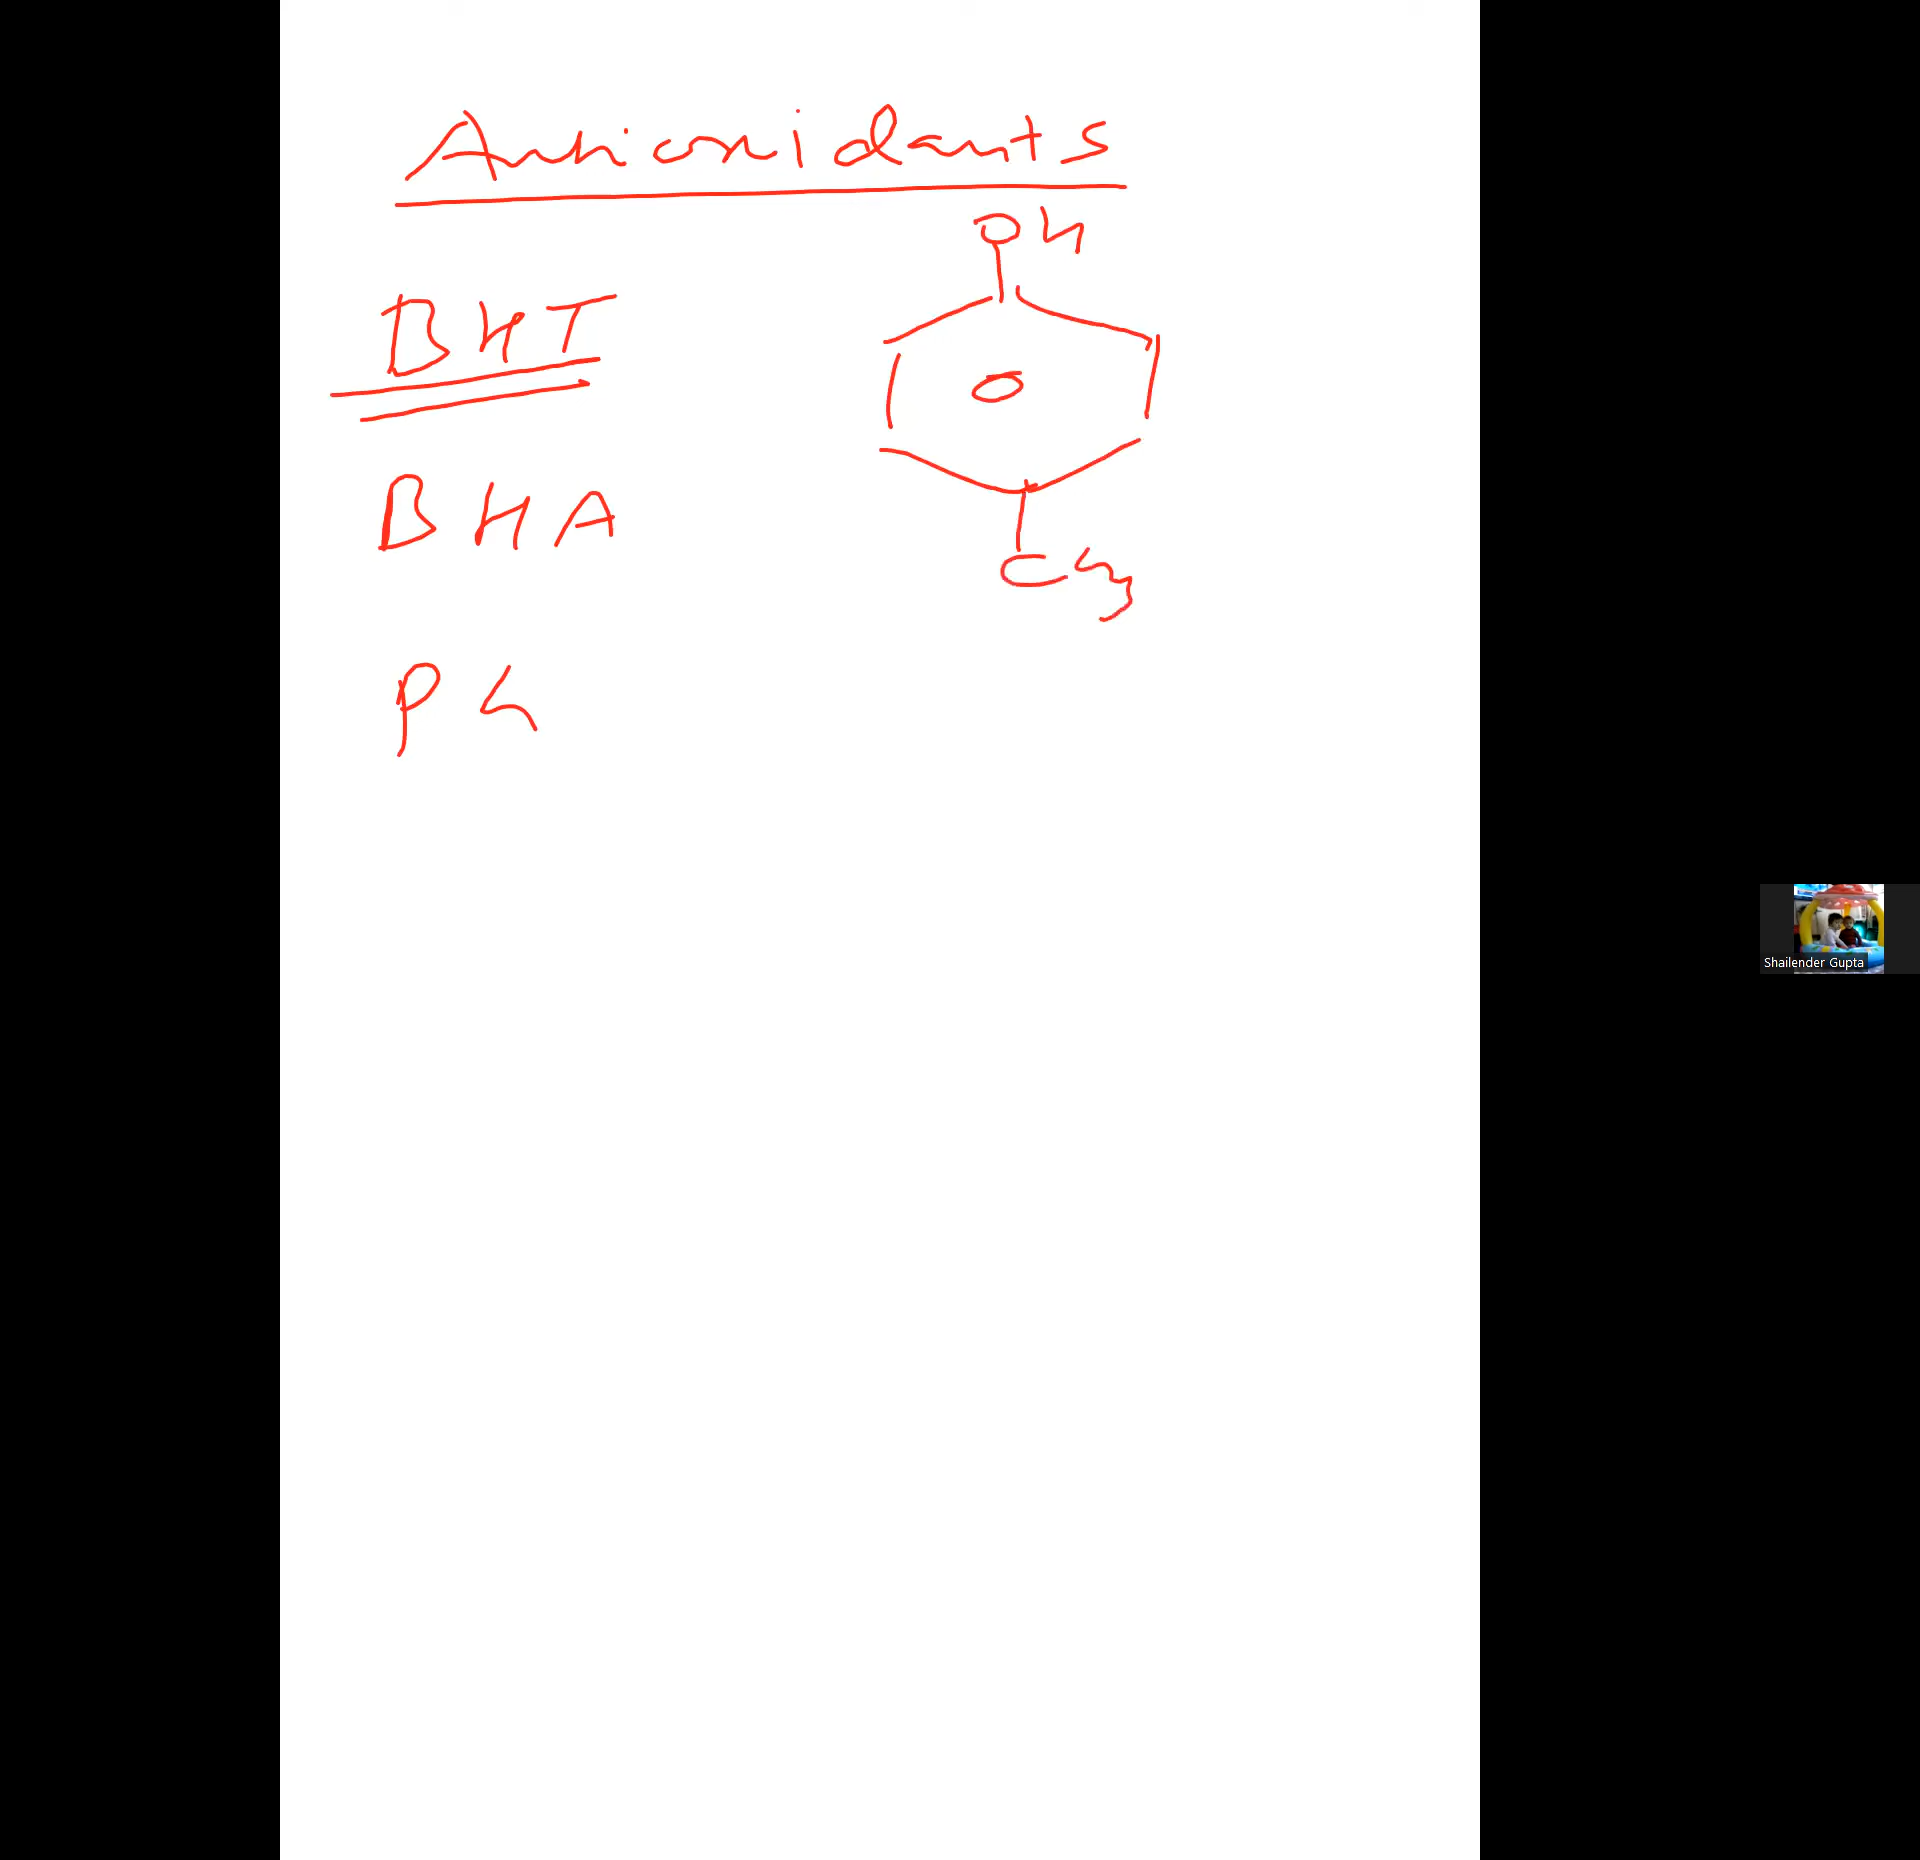 Antioxidants
OH
BHT
BHA
CH3
PG
Shailender Gupta